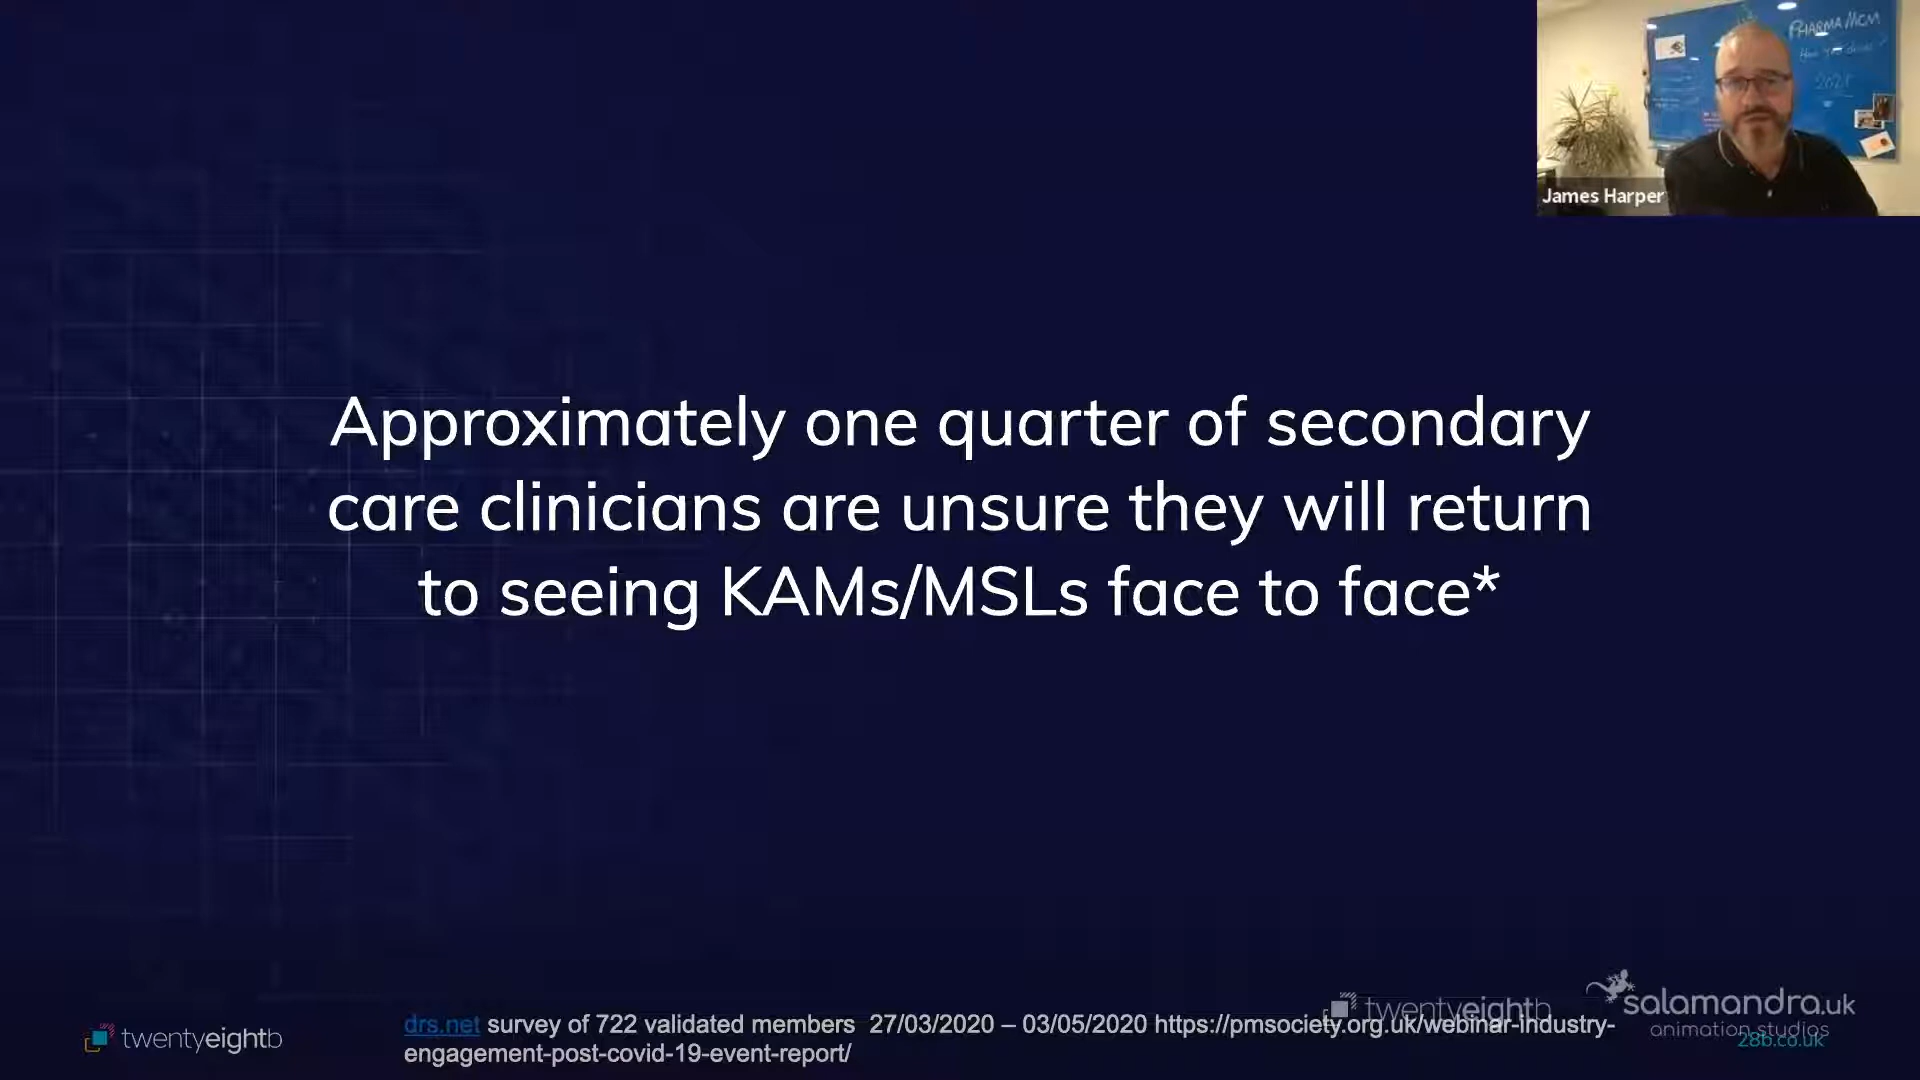 PHARMA MCM
James Harper
Approximately one quarter of secondary
care clinicians are unsure they will return
to seeing KAMs/MSLs face to face*
twentyeightb
drs.net survey of 722 validated members 27/03/2020 – 03/05/2020 https://pmsociety.org.uk/webinar-industry-
engagement-post-covid-19-event-report/
twentyeightb
salamandra.uk
animation studios
28b.co.uk